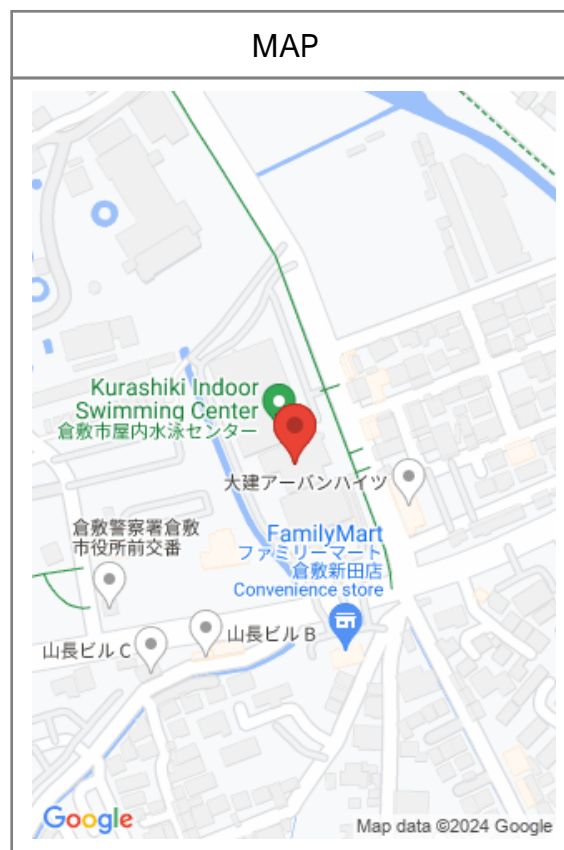 MAP
Kurashiki Indoor
Swimming Center
倉敷市屋内水泳センター
大建アーバンハイツ
倉敷警察署倉敷
市役所前交番
FamilyMart
ファミリーマート
倉敷新田店
Convenience store
山長ビル B
山長ビル C
Google
Map data ©2024 Google